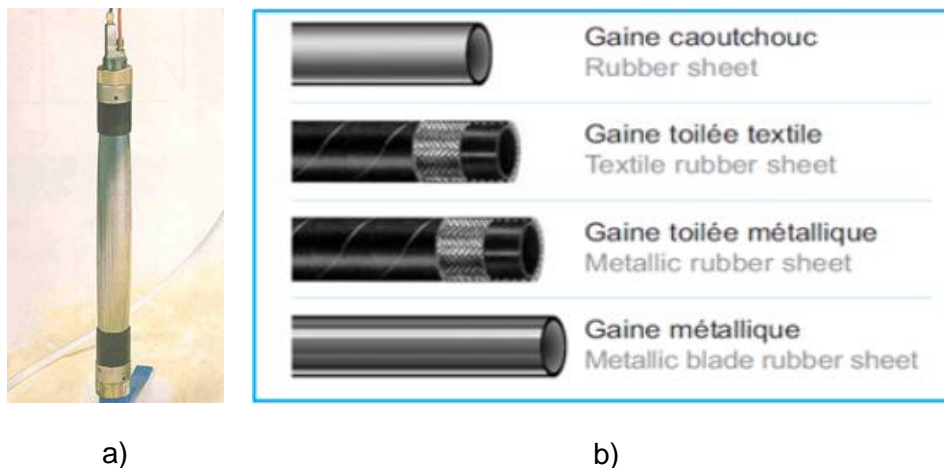 Gaine caoutchouc
Rubber sheet
Gaine toilée textile
Textile rubber sheet
Gaine toilée métallique
Metallic rubber sheet
Gaine métallique
Metallic blade rubber sheet
a)
b)